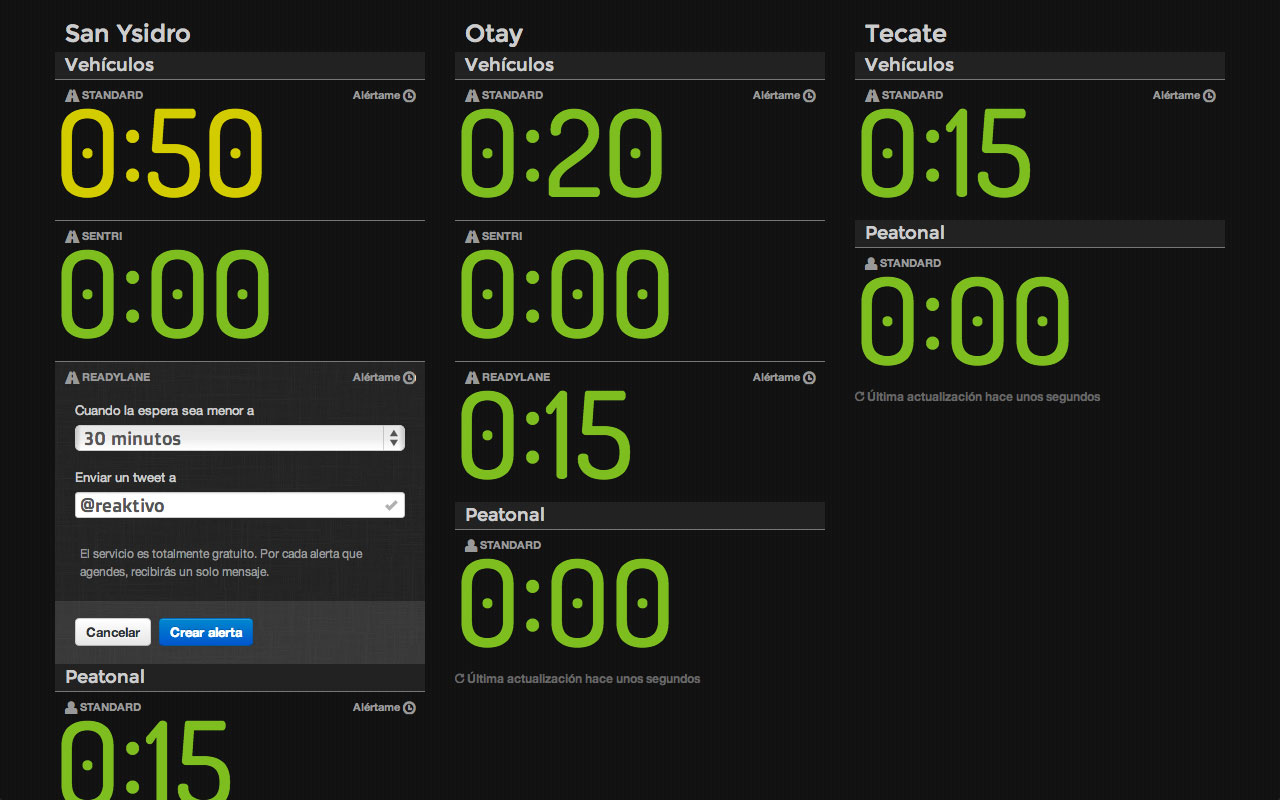 San Ysidro
Vehículos
STANDARD Alértame
0:50
SENTRI
0:00
READYLANE Alértame
Cuando la espera sea menor a
30 minutos
Enviar un tweet a
@reaktivo
El servicio es totalmente gratuito. Por cada alerta que
agendes, recibirás un solo mensaje.
Cancelar Crear alerta
Peatonal
STANDARD Alértame
0:15
Otay
Vehículos
STANDARD Alértame
0:20
SENTRI
0:00
READYLANE Alértame
0:15
Peatonal
STANDARD
0:00
Última actualización hace unos segundos
Tecate
Vehículos
STANDARD Alértame
0:15
Peatonal
STANDARD
0:00
Última actualización hace unos segundos